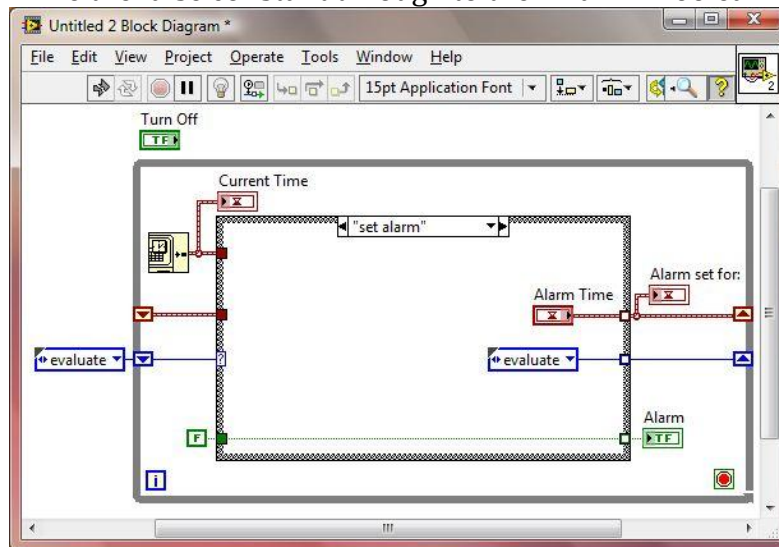 Untitled 2 Block Diagram *
File Edit View Project Operate Tools Window Help
15pt Application Font
2
Turn Off
TF
Current Time
"set alarm"
Alarm Time
Alarm set for:
evaluate
?
evaluate
Alarm
F
TF
i